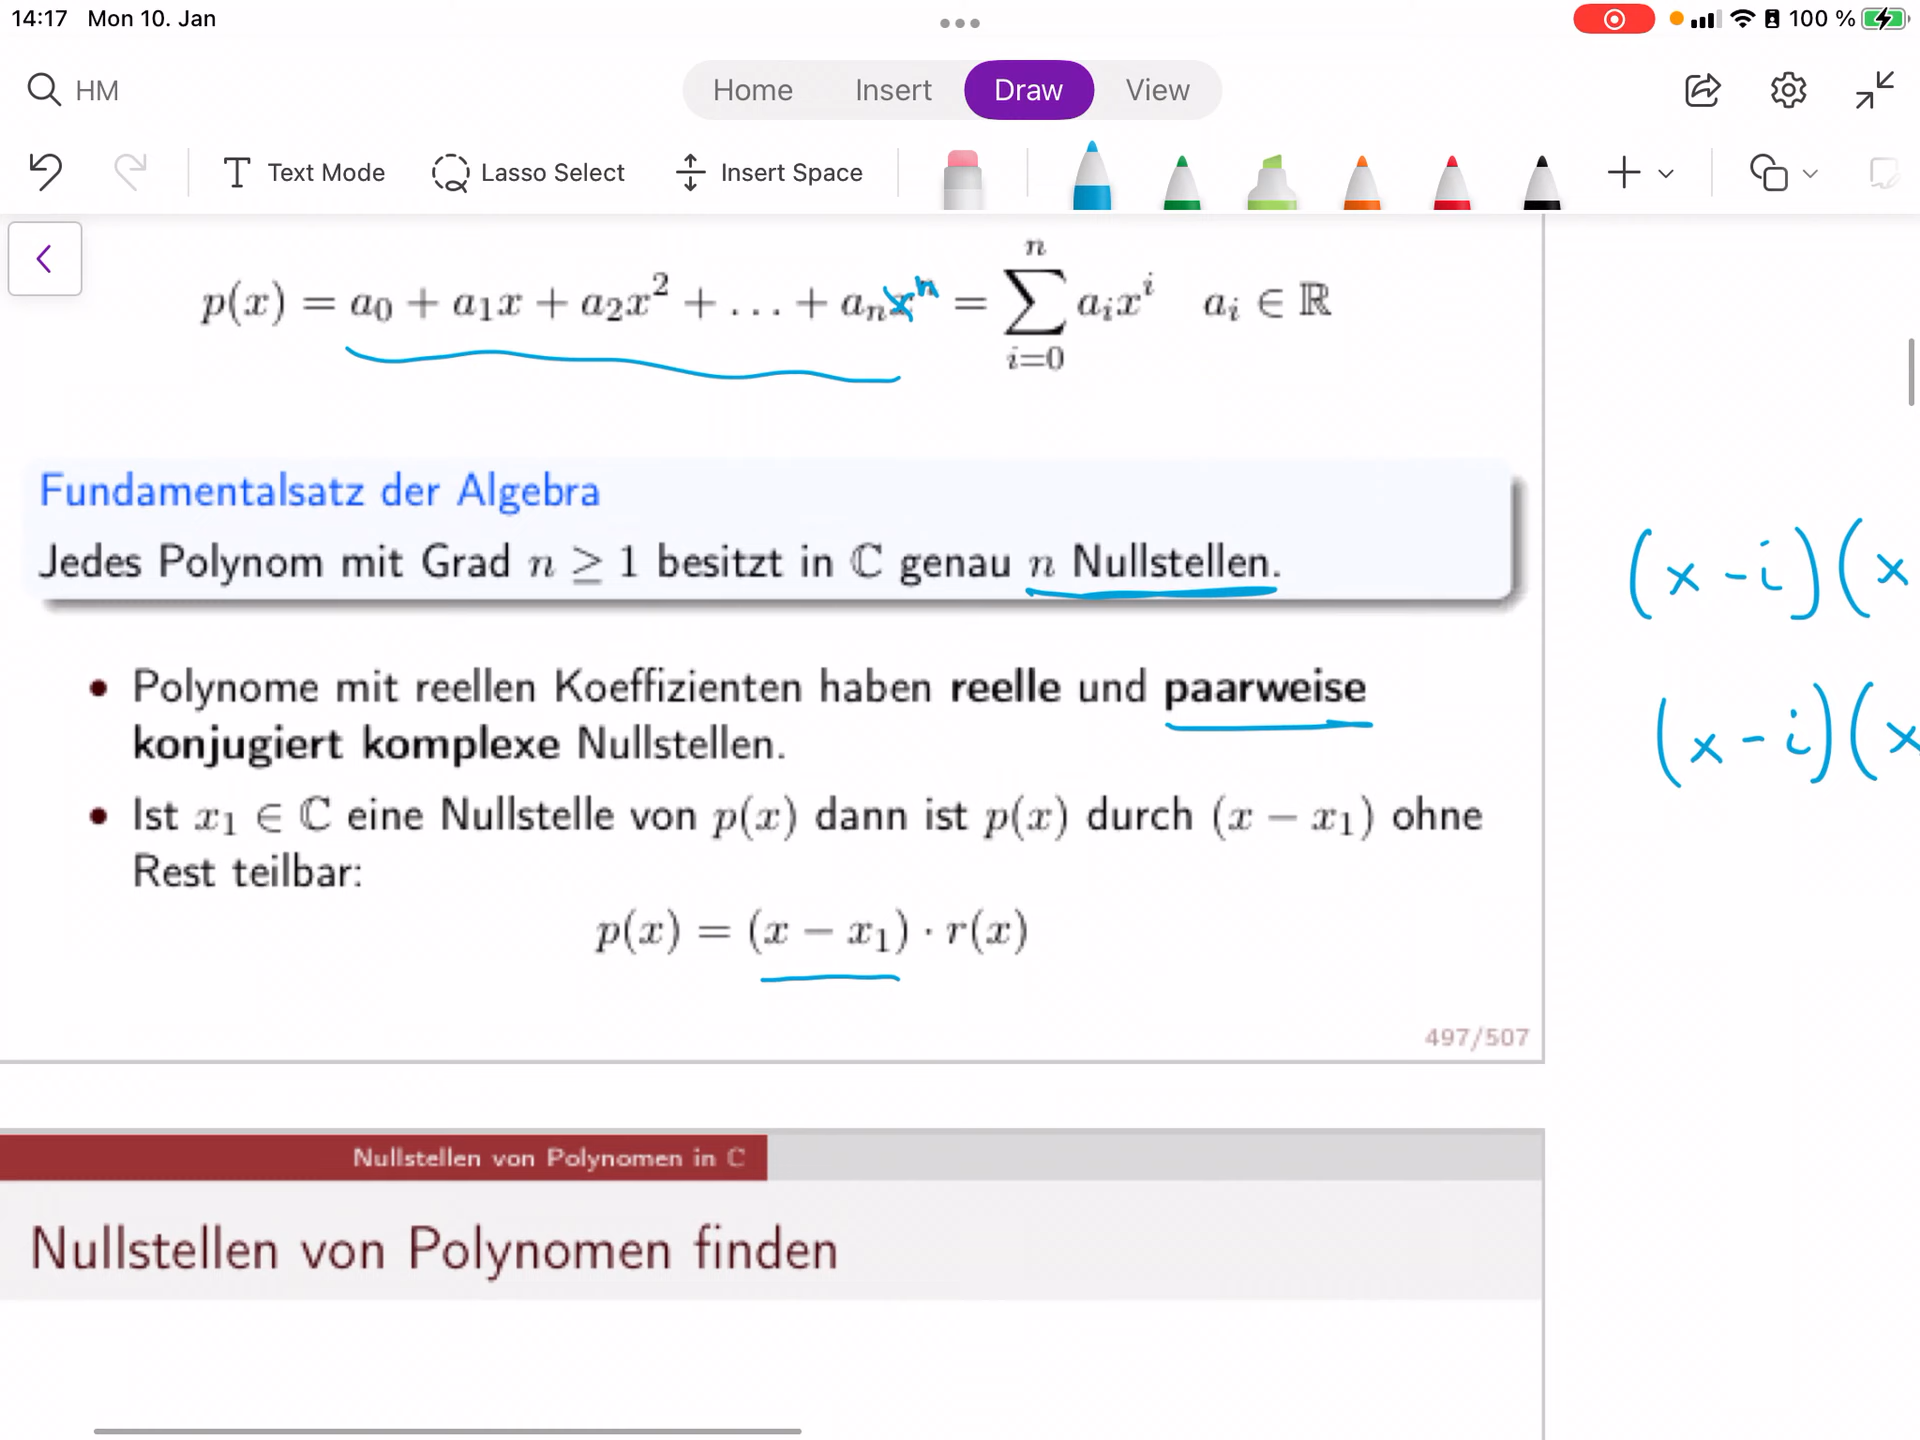 14:17 Mon 10. Jan
100 %
HM
Home Insert Draw View
Text Mode Lasso Select Insert Space
p(x) = a₀ + a₁x + a₂x² + ... + aₙxⁿ = ∑ᵢ₌₀ⁿ aᵢxⁱ aᵢ ∈ ℝ
Fundamentalsatz der Algebra
Jedes Polynom mit Grad n ≥ 1 besitzt in ℂ genau n Nullstellen.
(x - i)(x
• Polynome mit reellen Koeffizienten haben reelle und paarweise
konjugiert komplexe Nullstellen.
(x - i)(x
• Ist x₁ ∈ ℂ eine Nullstelle von p(x) dann ist p(x) durch (x − x₁) ohne
Rest teilbar:
p(x) = (x − x₁) · r(x)
497/507
Nullstellen von Polynomen in ℂ
Nullstellen von Polynomen finden